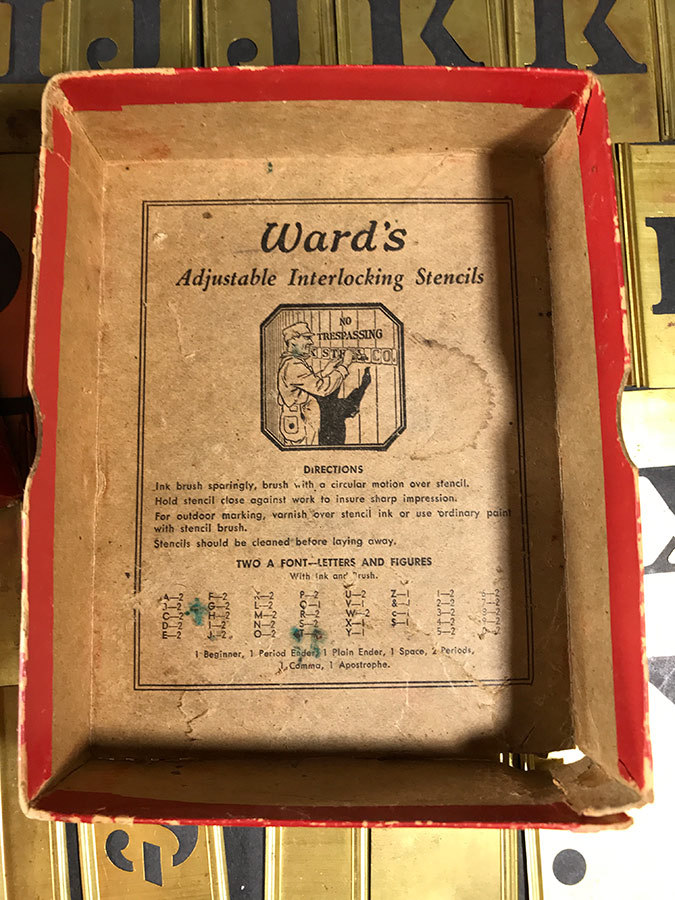 Ward's
Adjustable Interlocking Stencils
NO
TRESPASSING
CO.
DIRECTIONS
Ink brush sparingly, brush with a circular motion over stencil.
Hold stencil close against work to insure sharp impression.
For outdoor marking, varnish over stencil ink or use ordinary paint
with stencil brush.
Stencils should be cleaned before laying away.
TWO A FONT—LETTERS AND FIGURES
With Ink and Brush.
A—2 F—2 K—2 P—2 U—2 Z—1 1—2
G—2 L—2 Q—1 V—1 &—1 2—2
C—2 M—2 R—2 W—2 3—2
D—2 I—2 N—2 S—2 X—1 $—1 4—2
E—2 J—2 O—2 T—2 Y—1 5—2
1 Beginner, 1 Period Ender, 1 Plain Ender, 1 Space, 2 Periods,
1 Comma, 1 Apostrophe.